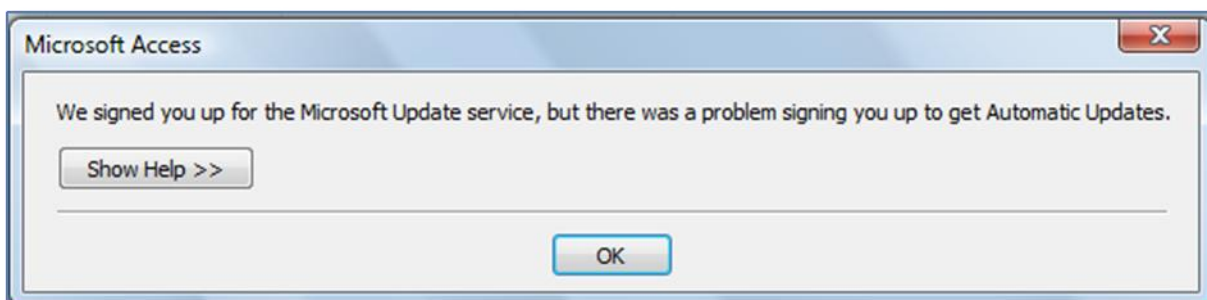 Microsoft Access
We signed you up for the Microsoft Update service, but there was a problem signing you up to get Automatic Updates.
Show Help >>
OK